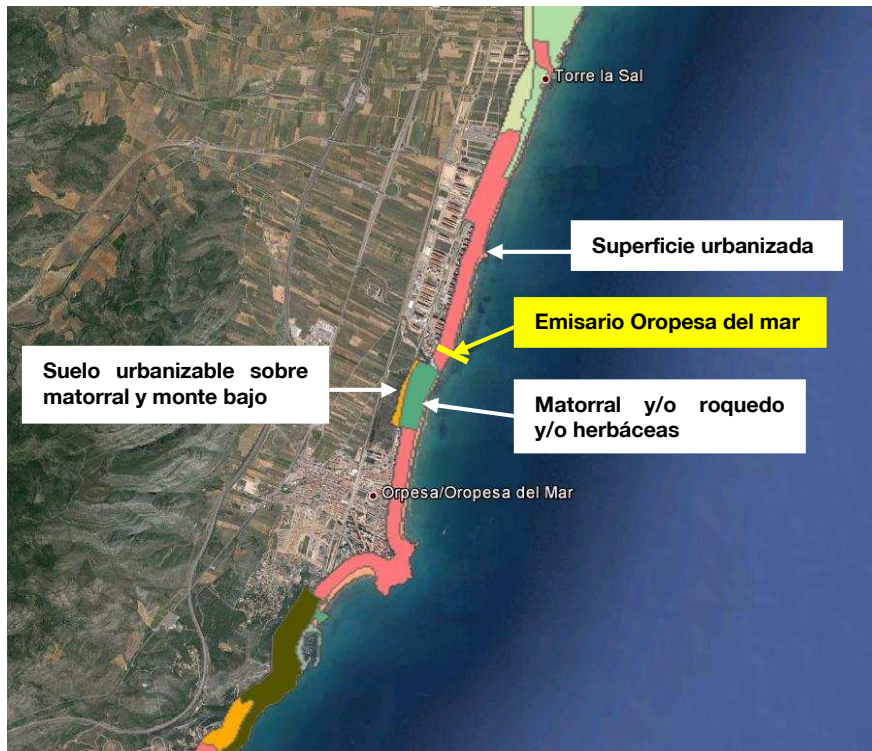 Torre la Sal
Superficie urbanizada
Emisario Oropesa del mar
Suelo urbanizable sobre
matorral y monte bajo
Matorral y/o roquedo
y/o herbáceas
Orpesa/Oropesa del Mar